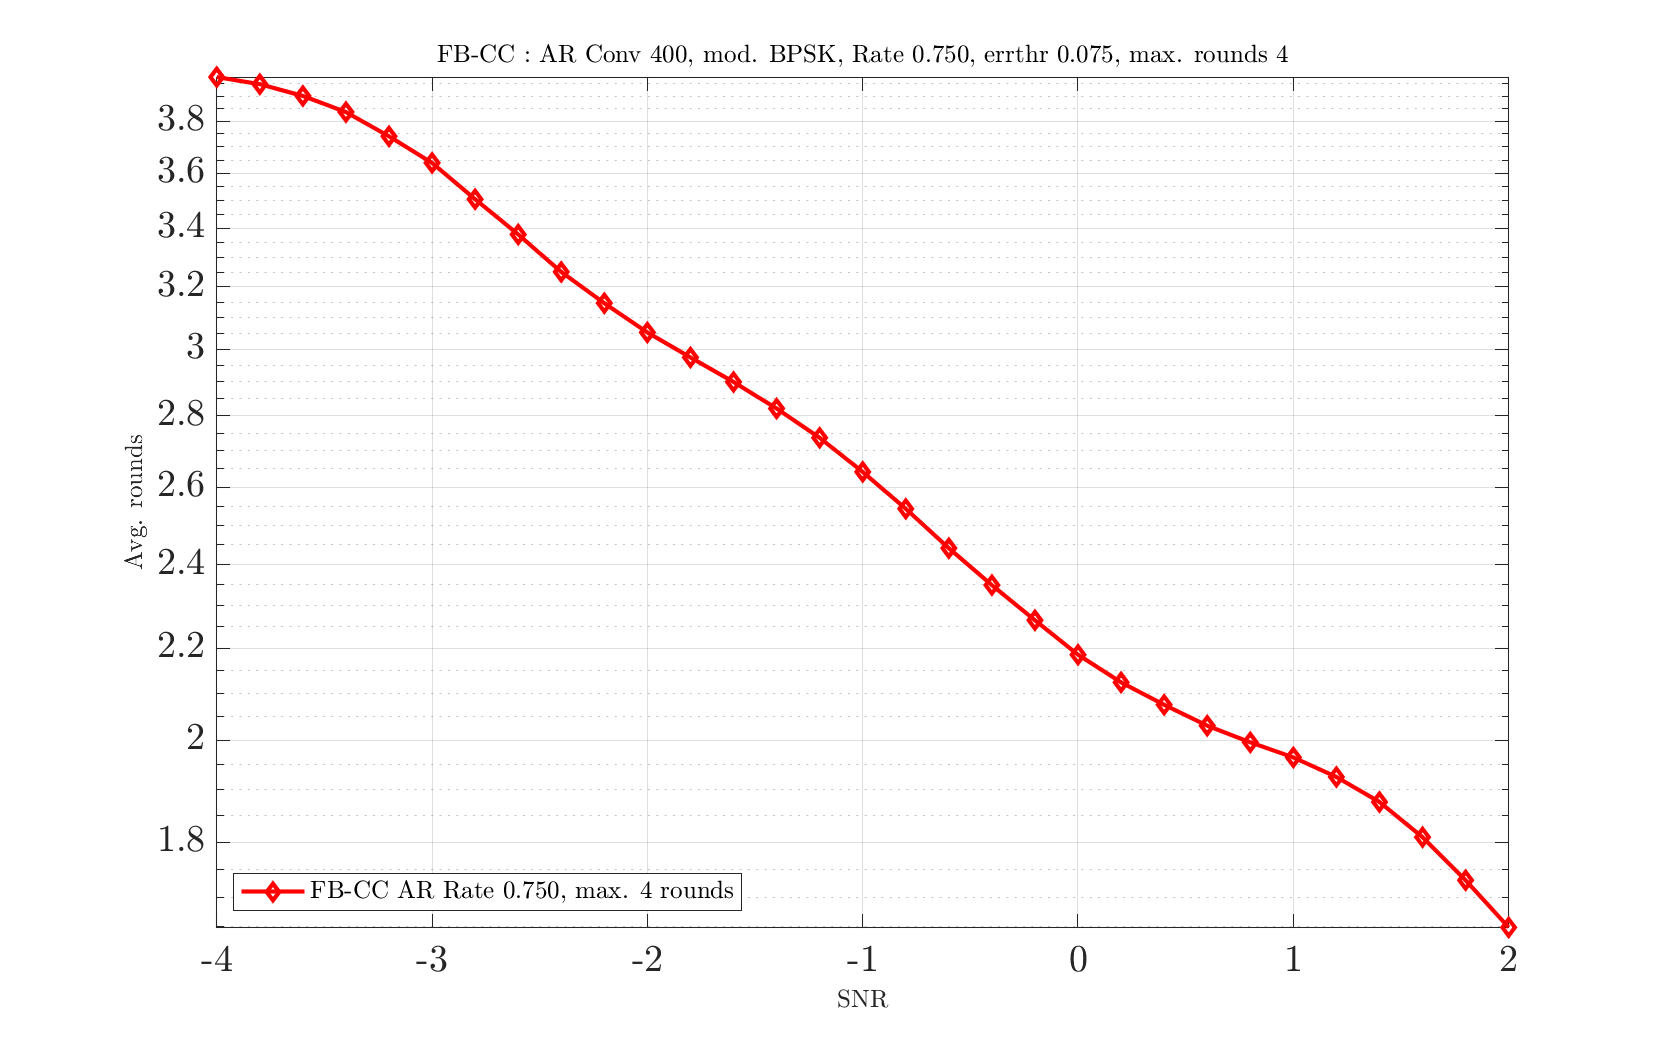 FB-CC : AR Conv 400, mod. BPSK, Rate 0.750, errthr 0.075, max. rounds 4
3.8
3.6
3.4
3.2
3
2.8
2.6
2.4
2.2
2
1.8
Avg. rounds
FB-CC AR Rate 0.750, max. 4 rounds
-4 -3 -2 -1 0 1 2
SNR